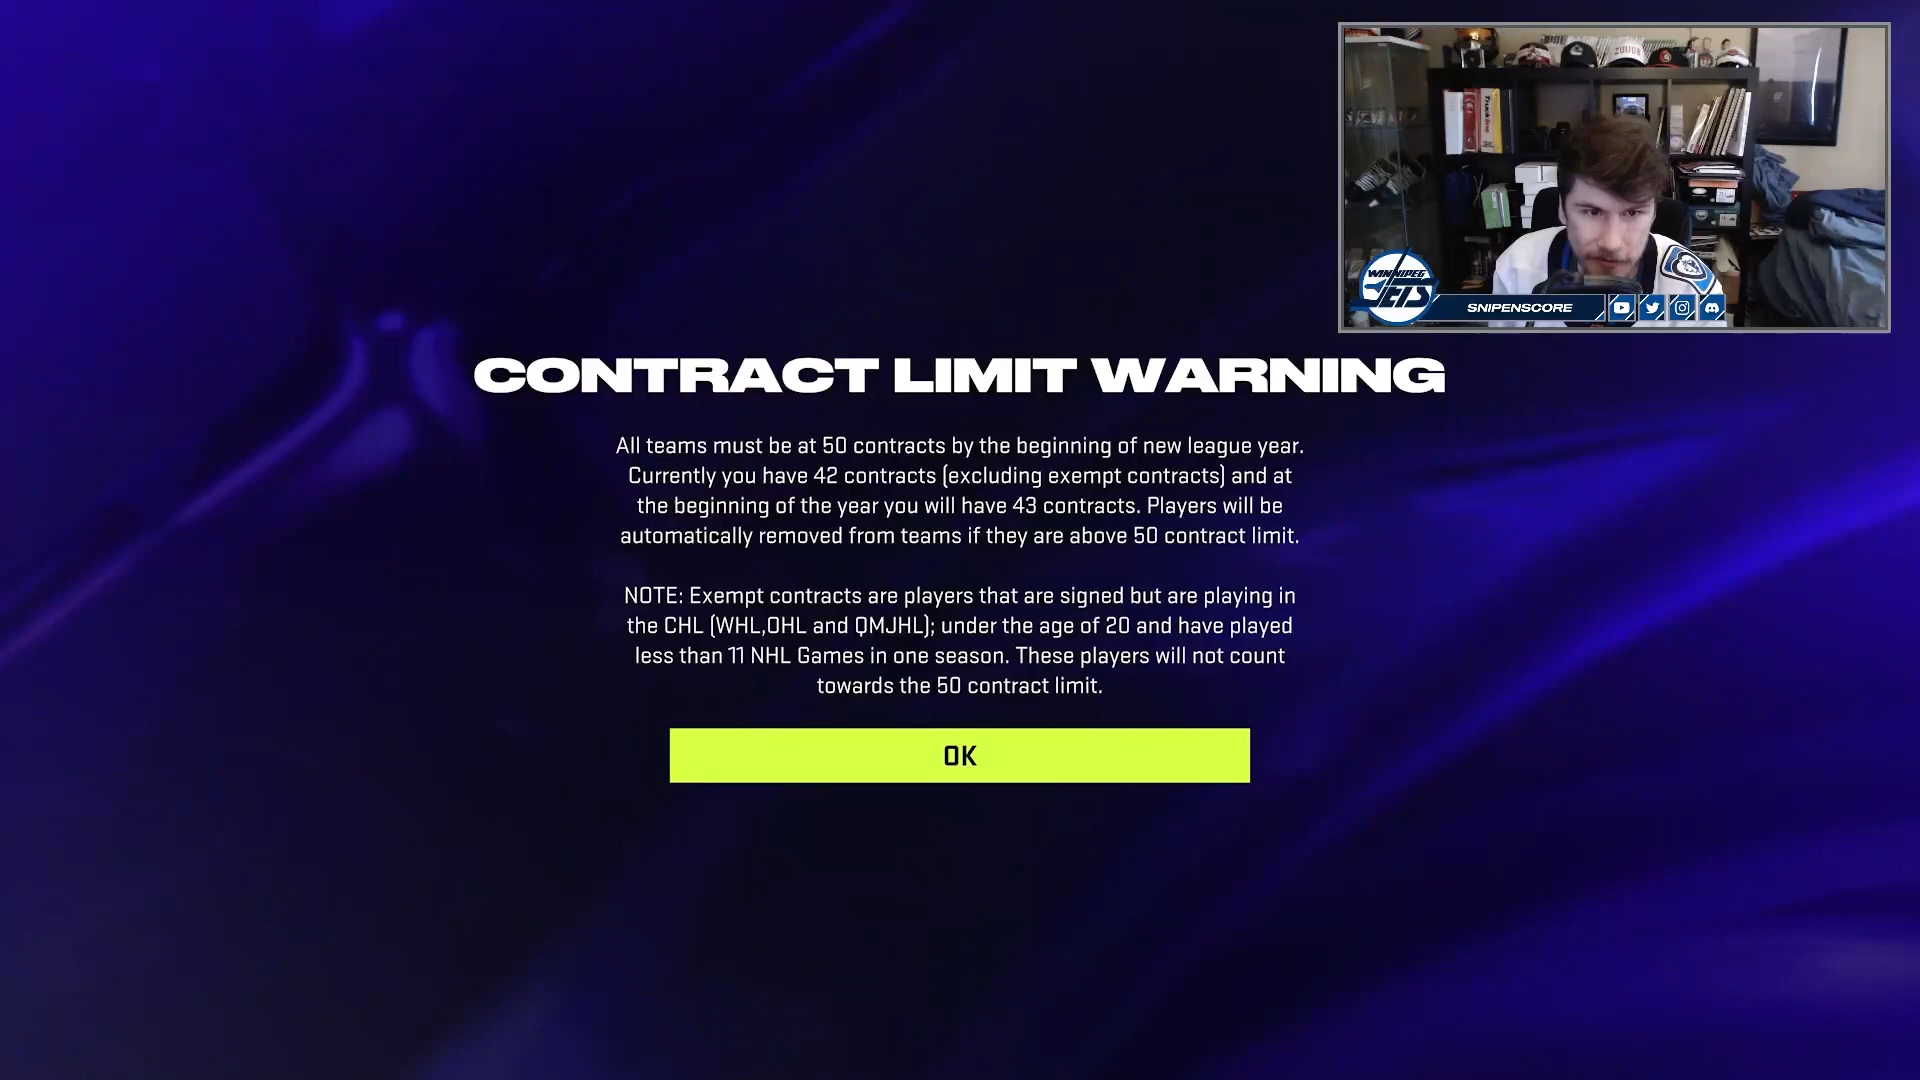 ZUUUB
WINNIPEG
JETS
SNIPENSCORE
CONTRACT LIMIT WARNING
All teams must be at 50 contracts by the beginning of new league year.
Currently you have 42 contracts (excluding exempt contracts) and at
the beginning of the year you will have 43 contracts. Players will be
automatically removed from teams if they are above 50 contract limit.
NOTE: Exempt contracts are players that are signed but are playing in
the CHL (WHL,OHL and QMJHL); under the age of 20 and have played
less than 11 NHL Games in one season. These players will not count
towards the 50 contract limit.
OK